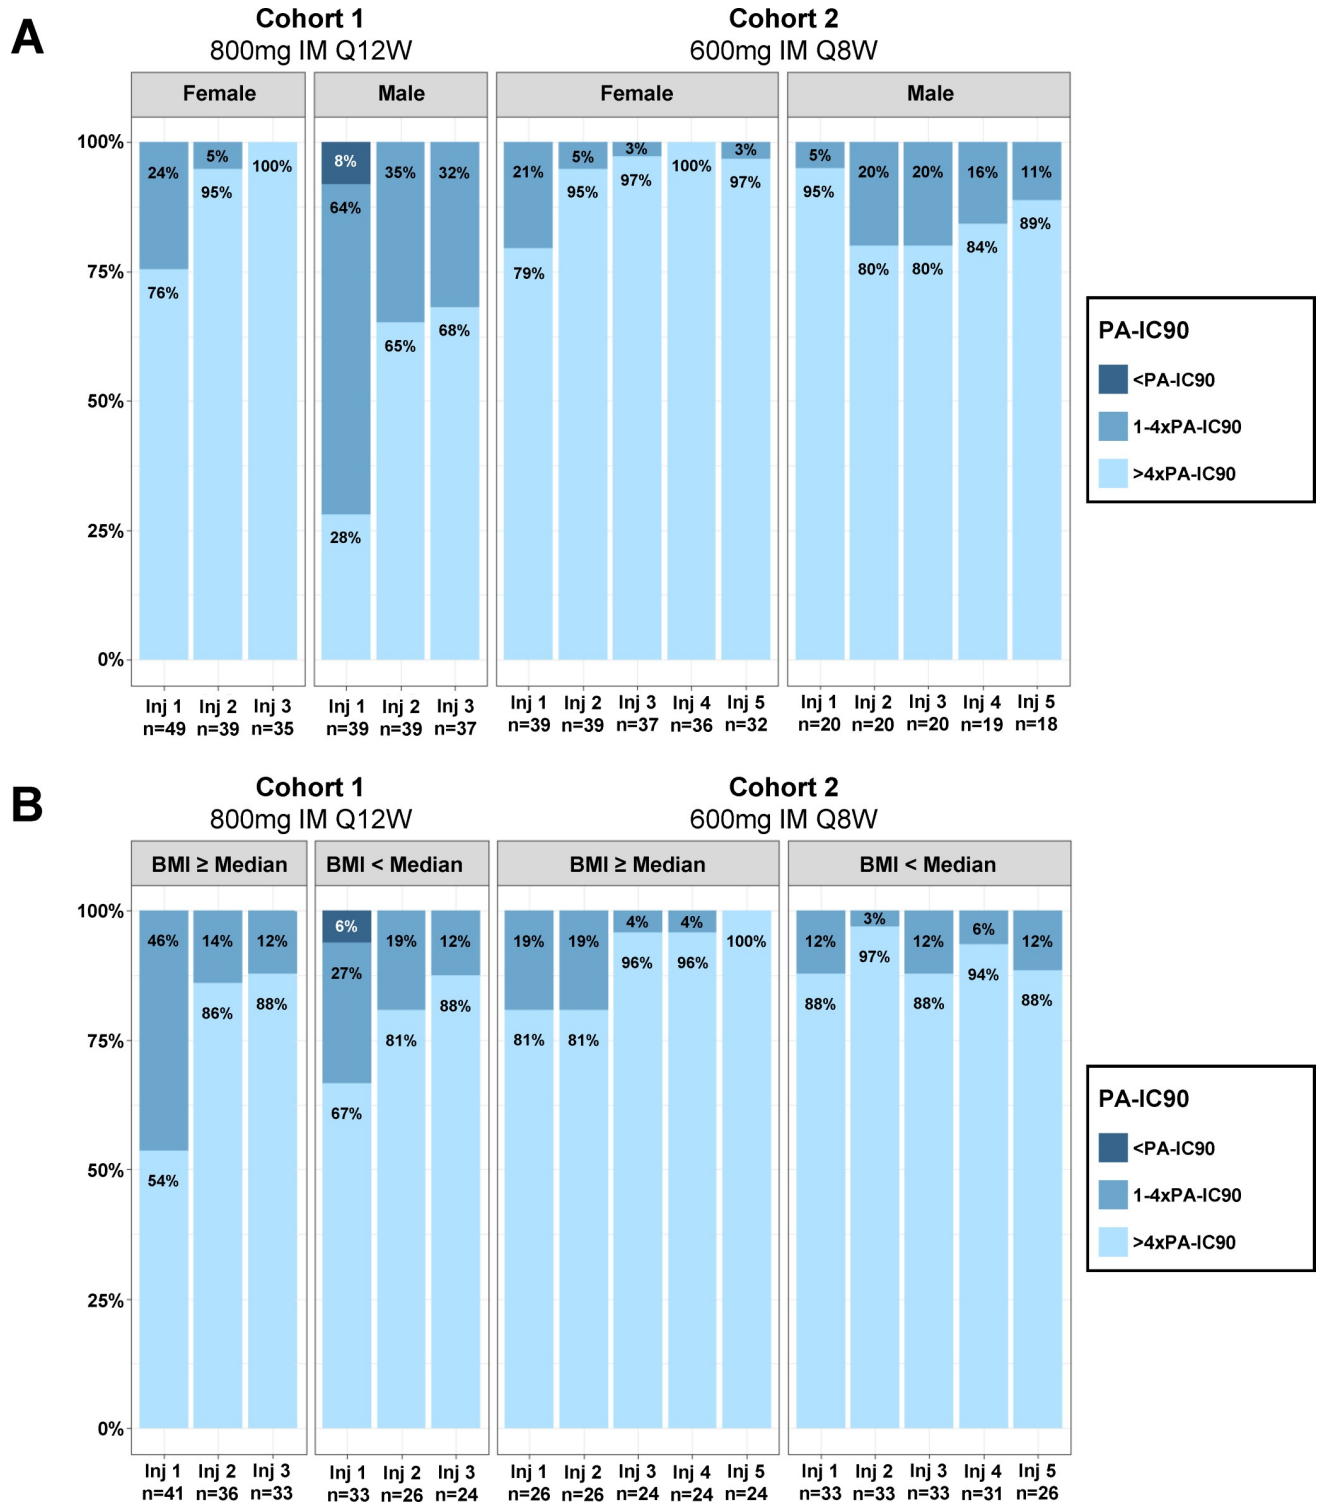 A
Cohort 1
800mg IM Q12W
Cohort 2
600mg IM Q8W
Female
Male
Female
Male
100%
75%
50%
25%
0%
24%
76%
5%
95%
100%
8%
64%
28%
35%
65%
32%
68%
21%
79%
5%
95%
3%
97%
100%
3%
97%
5%
95%
20%
80%
20%
80%
16%
84%
11%
89%
Inj 1 Inj 2 Inj 3
n=49 n=39 n=35
Inj 1 Inj 2 Inj 3
n=39 n=39 n=37
Inj 1 Inj 2 Inj 3 Inj 4 Inj 5
n=39 n=39 n=37 n=36 n=32
Inj 1 Inj 2 Inj 3 Inj 4 Inj 5
n=20 n=20 n=20 n=19 n=18
PA-IC90
<PA-IC90
1-4xPA-IC90
>4xPA-IC90
B
Cohort 1
800mg IM Q12W
Cohort 2
600mg IM Q8W
BMI ≥ Median
BMI < Median
BMI ≥ Median
BMI < Median
100%
75%
50%
25%
0%
46%
54%
14%
86%
12%
88%
6%
27%
67%
19%
81%
12%
88%
19%
81%
19%
81%
4%
96%
4%
96%
100%
12%
88%
3%
97%
12%
88%
6%
94%
12%
88%
Inj 1 Inj 2 Inj 3
n=41 n=36 n=33
Inj 1 Inj 2 Inj 3
n=33 n=26 n=24
Inj 1 Inj 2 Inj 3 Inj 4 Inj 5
n=26 n=26 n=24 n=24 n=24
Inj 1 Inj 2 Inj 3 Inj 4 Inj 5
n=33 n=33 n=33 n=31 n=26
PA-IC90
<PA-IC90
1-4xPA-IC90
>4xPA-IC90